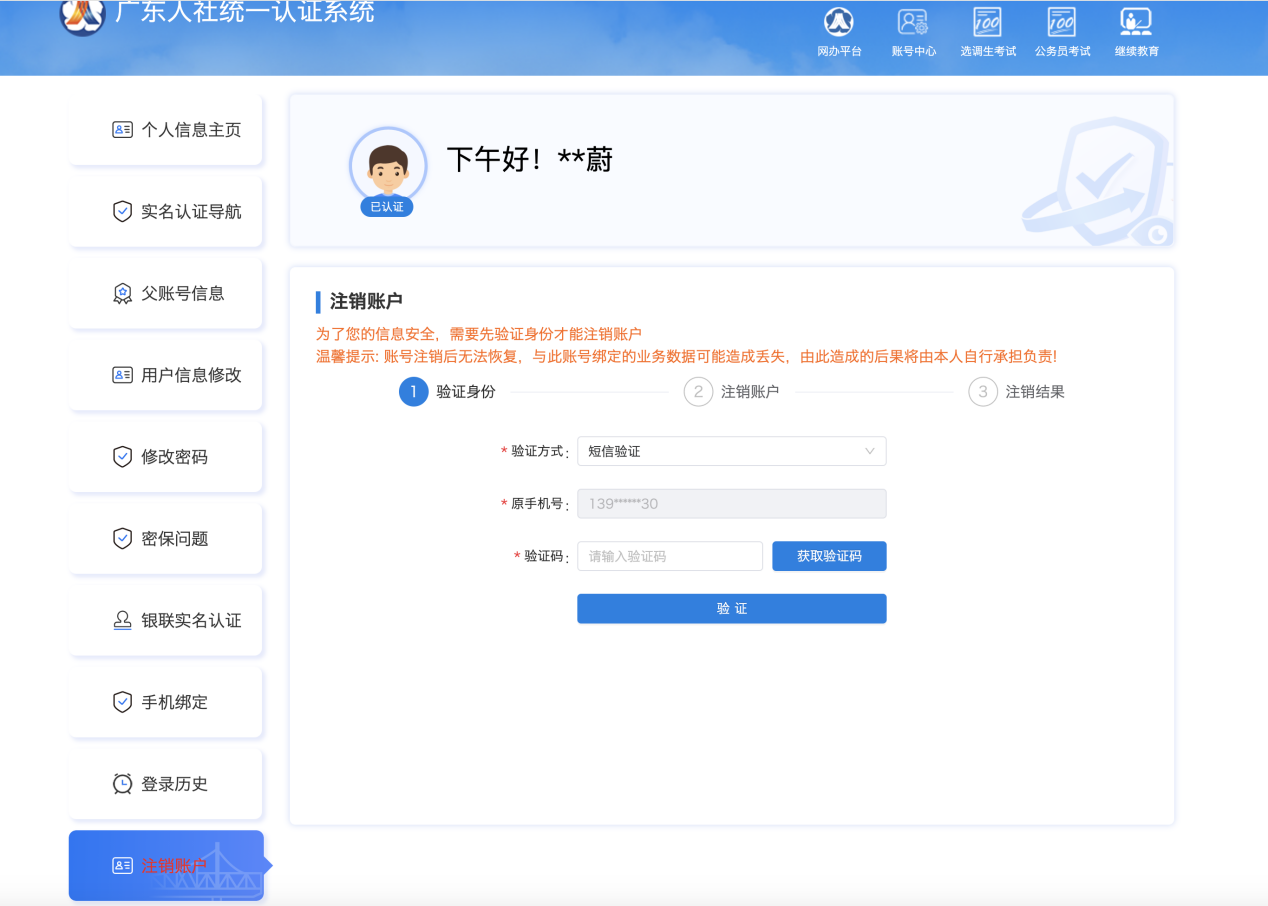 广东人社统一认证系统
网办平台
账号中心
选调生考试
公务员考试
继续教育
个人信息主页
实名认证导航
父账号信息
用户信息修改
修改密码
密保问题
银联实名认证
手机绑定
登录历史
注销账户
下午好！**蔚
已认证
注销账户
为了您的信息安全，需要先验证身份才能注销账户
温馨提示: 账号注销后无法恢复，与此账号绑定的业务数据可能造成丢失，由此造成的后果将由本人自行承担负责!
1 验证身份
2 注销账户
3 注销结果
* 验证方式: 短信验证
* 原手机号: 139******30
* 验证码: 请输入验证码 获取验证码
验 证